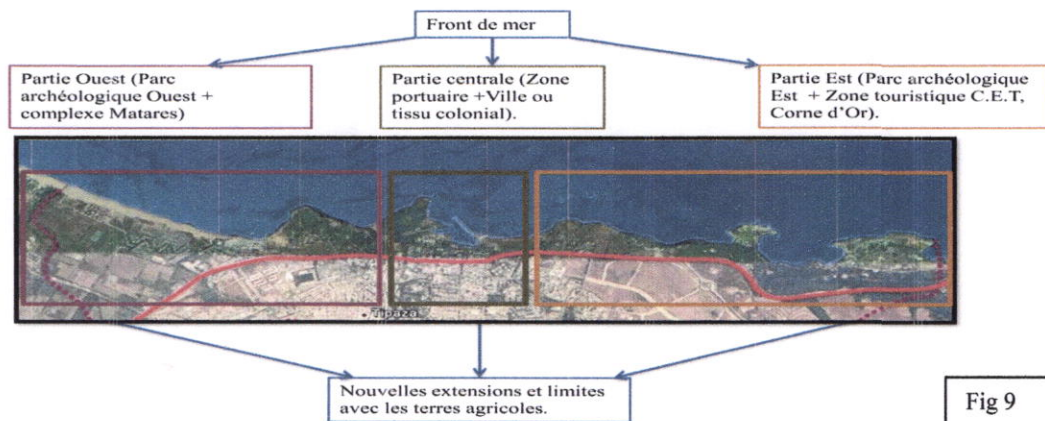 Front de mer
Partie Ouest (Parc
archéologique Ouest +
complexe Matares)
Partie centrale (Zone
portuaire +Ville ou
tissu colonial).
Partie Est (Parc archéologique
Est + Zone touristique C.E.T,
Corne d'Or).
Tipaza
Nouvelles extensions et limites
avec les terres agricoles.
Fig 9